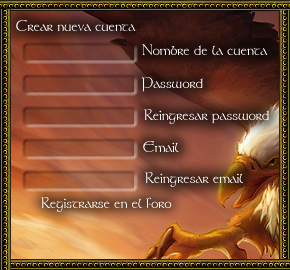 Crear nueva cuenta
Nombre de la cuenta
Password
Reingresar password
Email
Reingresar email
Registrarse en el foro